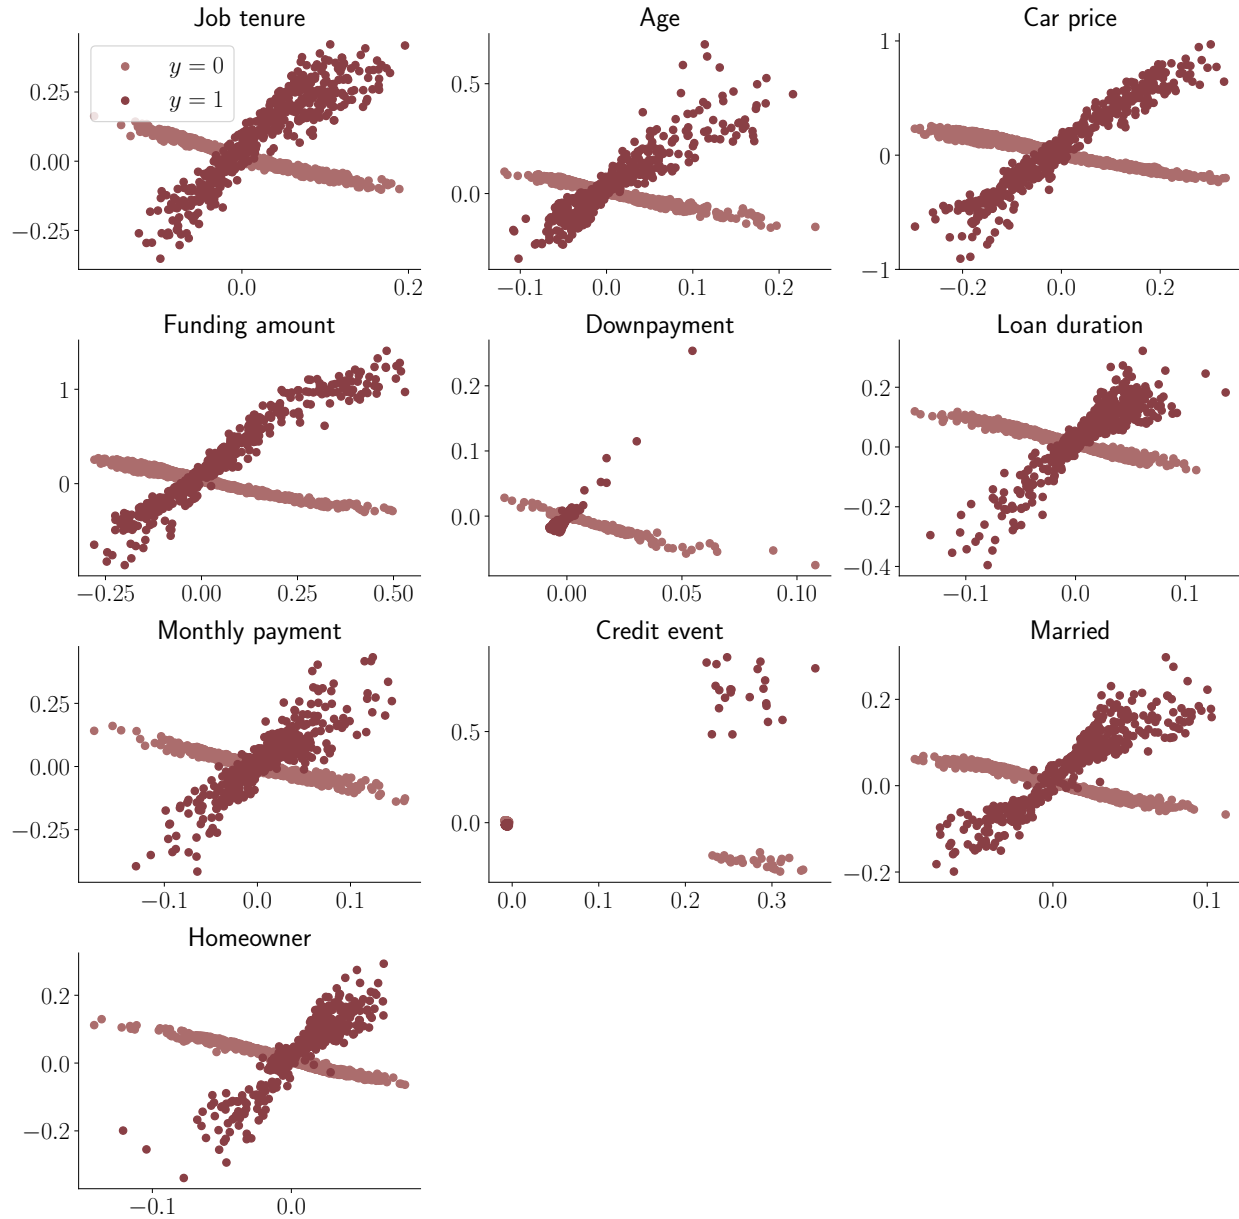 Job tenure
y = 0
y = 1
0.25
0.00
−0.25
0.0 0.2
Age
0.5
0.0
−0.1 0.0 0.1 0.2
Car price
1
0
−1
−0.2 0.0 0.2
Funding amount
1
0
−0.25 0.00 0.25 0.50
Downpayment
0.2
0.1
0.0
0.00 0.05 0.10
Loan duration
0.2
0.0
−0.2
−0.4
−0.1 0.0 0.1
Monthly payment
0.25
0.00
−0.25
−0.1 0.0 0.1
Credit event
0.5
0.0
−0.0 0.1 0.2 0.3
Married
0.2
0.0
−0.2
0.0 0.1
Homeowner
0.2
0.0
−0.2
−0.1 0.0